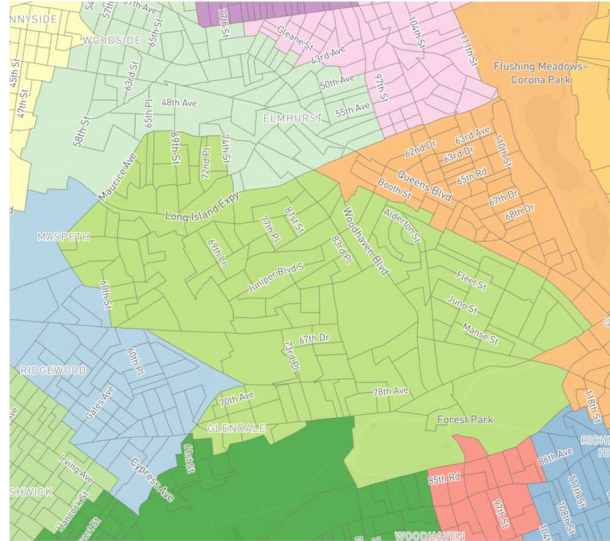 NNYSIDE
57th St
67th Ave
WOODSIDE
65th St
Gleane St
104th St
43rd Ave
111th St
45th St
47th St
63rd St
65th Pl
48th Ave
50th Ave
97th St
Flushing Meadows–
Corona Park
58th St
ELMHURST
55th Ave
69th St
72nd Pl
74th St
62nd Dr
63rd Ave
63rd Dr
110th St
Maurice Ave
Queens Blvd
65th Rd
Booth St
67th Dr
68th Dr
Long Island Expy
77th Pl
81st St
83rd Pl
Woodhaven Blvd
Alderton St
MASPETH
69th Ln
Juniper Blvd S
Fleet St
60th St
Juno St
Manse St
67th Dr
60th Pl
73rd Pl
RIDGEWOOD
Gates Ave
70th Ave
78th Ave
118th St
Forest Park
GLENDALE
Irving Ave
Cypress Ave
85th Rd
86th Ave
SHWICK
97th St
WOODHAVEN